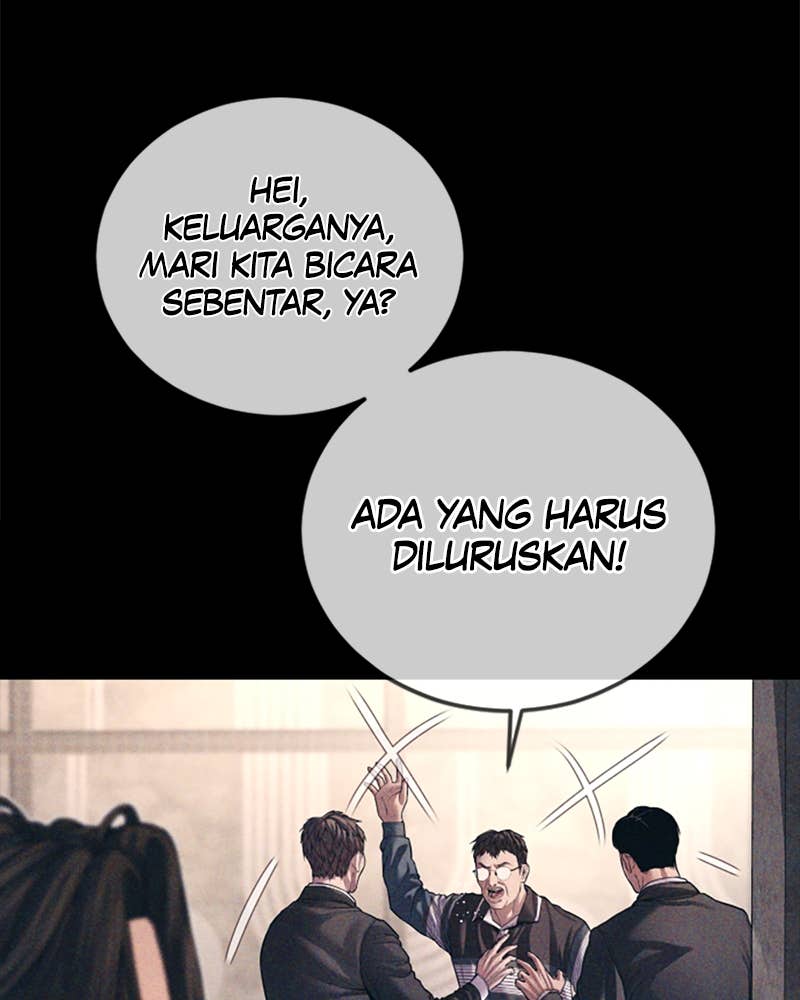 HEI,
KELUARGANYA,
MARI KITA BICARA
SEBENTAR, YA?
ADA YANG HARUS
DILURUSKAN!